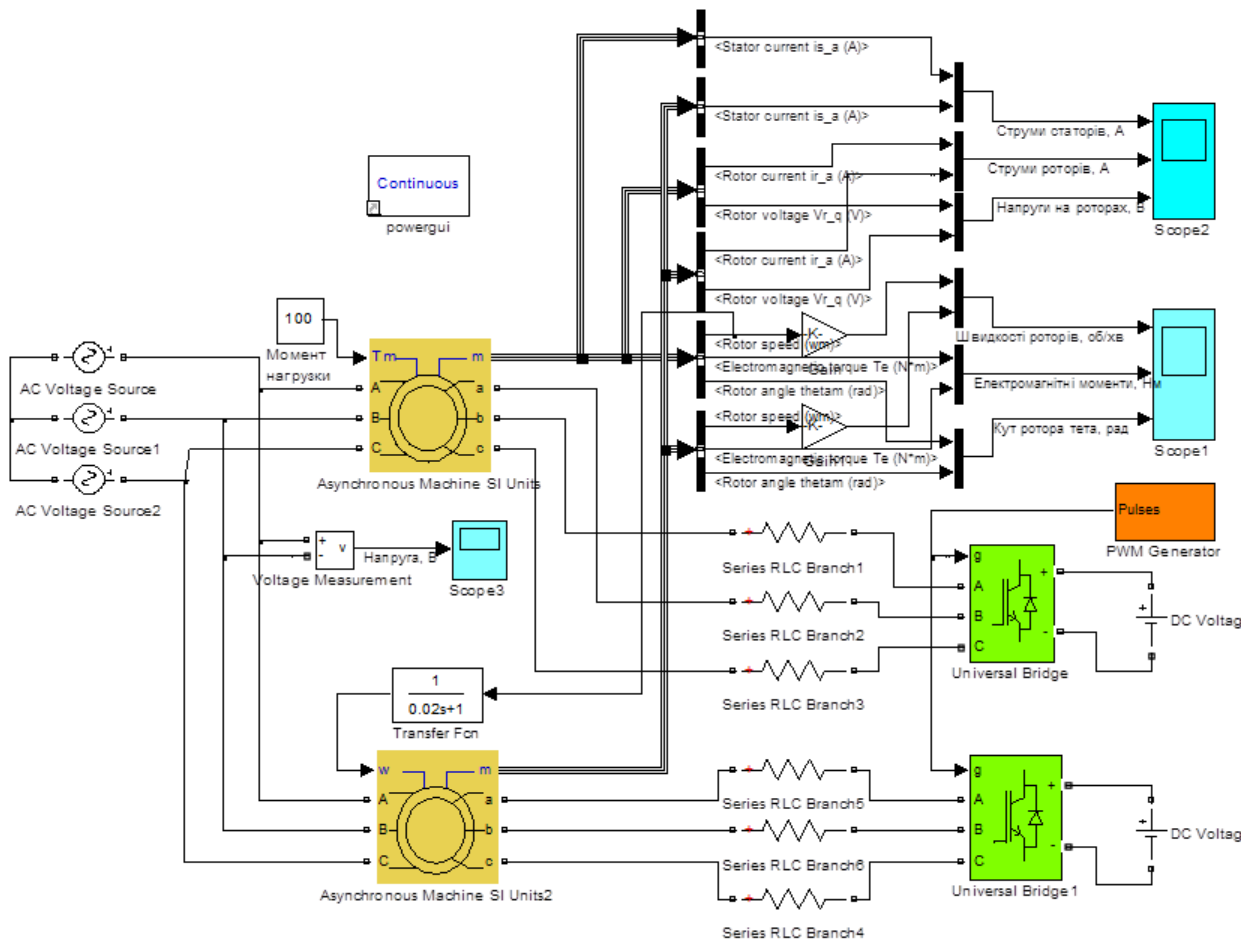 <Stator current is_a (A)>
<Stator current is_a (A)>
Струми статорів, А
Continuous
powergui
<Rotor current ir_a (A)>
Струми роторів, А
<Rotor voltage Vr_q (V)>
Напруги на роторах, В
Scope2
<Rotor current ir_a (A)>
<Rotor voltage Vr_q (V)>
100
Момент
нагрузки
K-
Gain
<Rotor speed (wm)>
Швидкості роторів, об/хв
<Electromagnetic torque Te (N*m)>
Електромагнітні моменти, Нм
<Rotor angle thetam (rad)>
<Rotor speed (wm)>
K-
Gain1
Кут ротора тета, рад
<Electromagnetic torque Te (N*m)>
<Rotor angle thetam (rad)>
Scope1
AC Voltage Source
AC Voltage Source1
AC Voltage Source2
Tm
m
A
a
B
b
C
c
Asynchronous Machine SI Units
+
-
v
Voltage Measurement
Напруга, В
Scope3
Pulses
PWM Generator
Series RLC Branch1
Series RLC Branch2
Series RLC Branch3
g
A
B
C
+
-
Universal Bridge
+
DC Voltag
1
0.02s+1
Transfer Fcn
w
m
A
a
B
b
C
c
Asynchronous Machine SI Units2
Series RLC Branch5
Series RLC Branch6
Series RLC Branch4
g
A
B
C
+
-
Universal Bridge1
+
DC Voltag